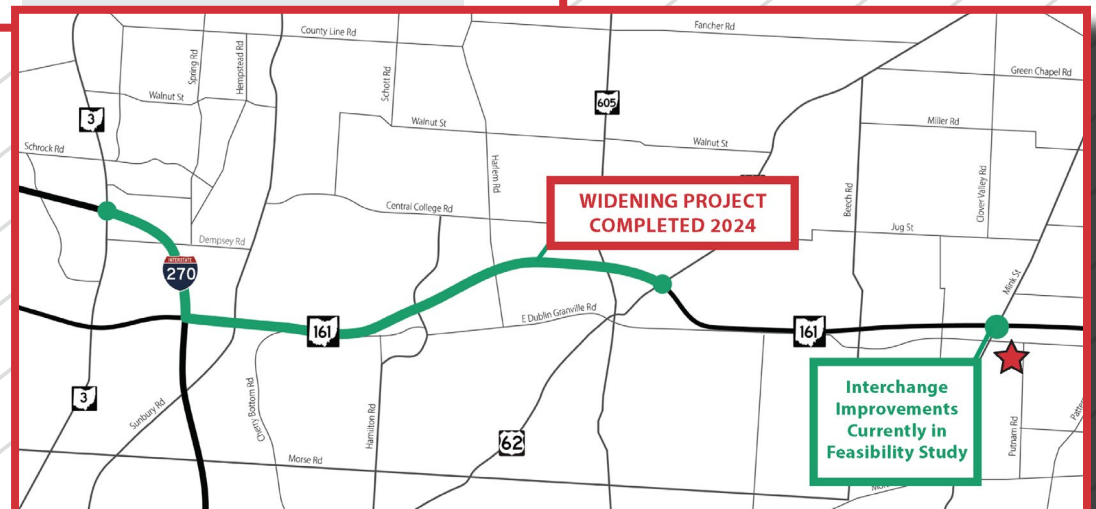 County Line Rd
Fancher Rd
Spring Rd
Hempstead Rd
Schott Rd
Green Chapel Rd
Walnut St
3
605
Walnut St
Miller Rd
Schrock Rd
Walnut St
Harlem Rd
Beech Rd
Clover Valley Rd
WIDENING PROJECT
COMPLETED 2024
Central College Rd
Jug St
Dempsey Rd
INTERSTATE
270
Mink St
E Dublin Granville Rd
161
161
Interchange
Improvements
Currently in
Feasibility Study
3
Sunbury Rd
Cherry Bottom Rd
Hamilton Rd
62
Putnam Rd
Morse Rd